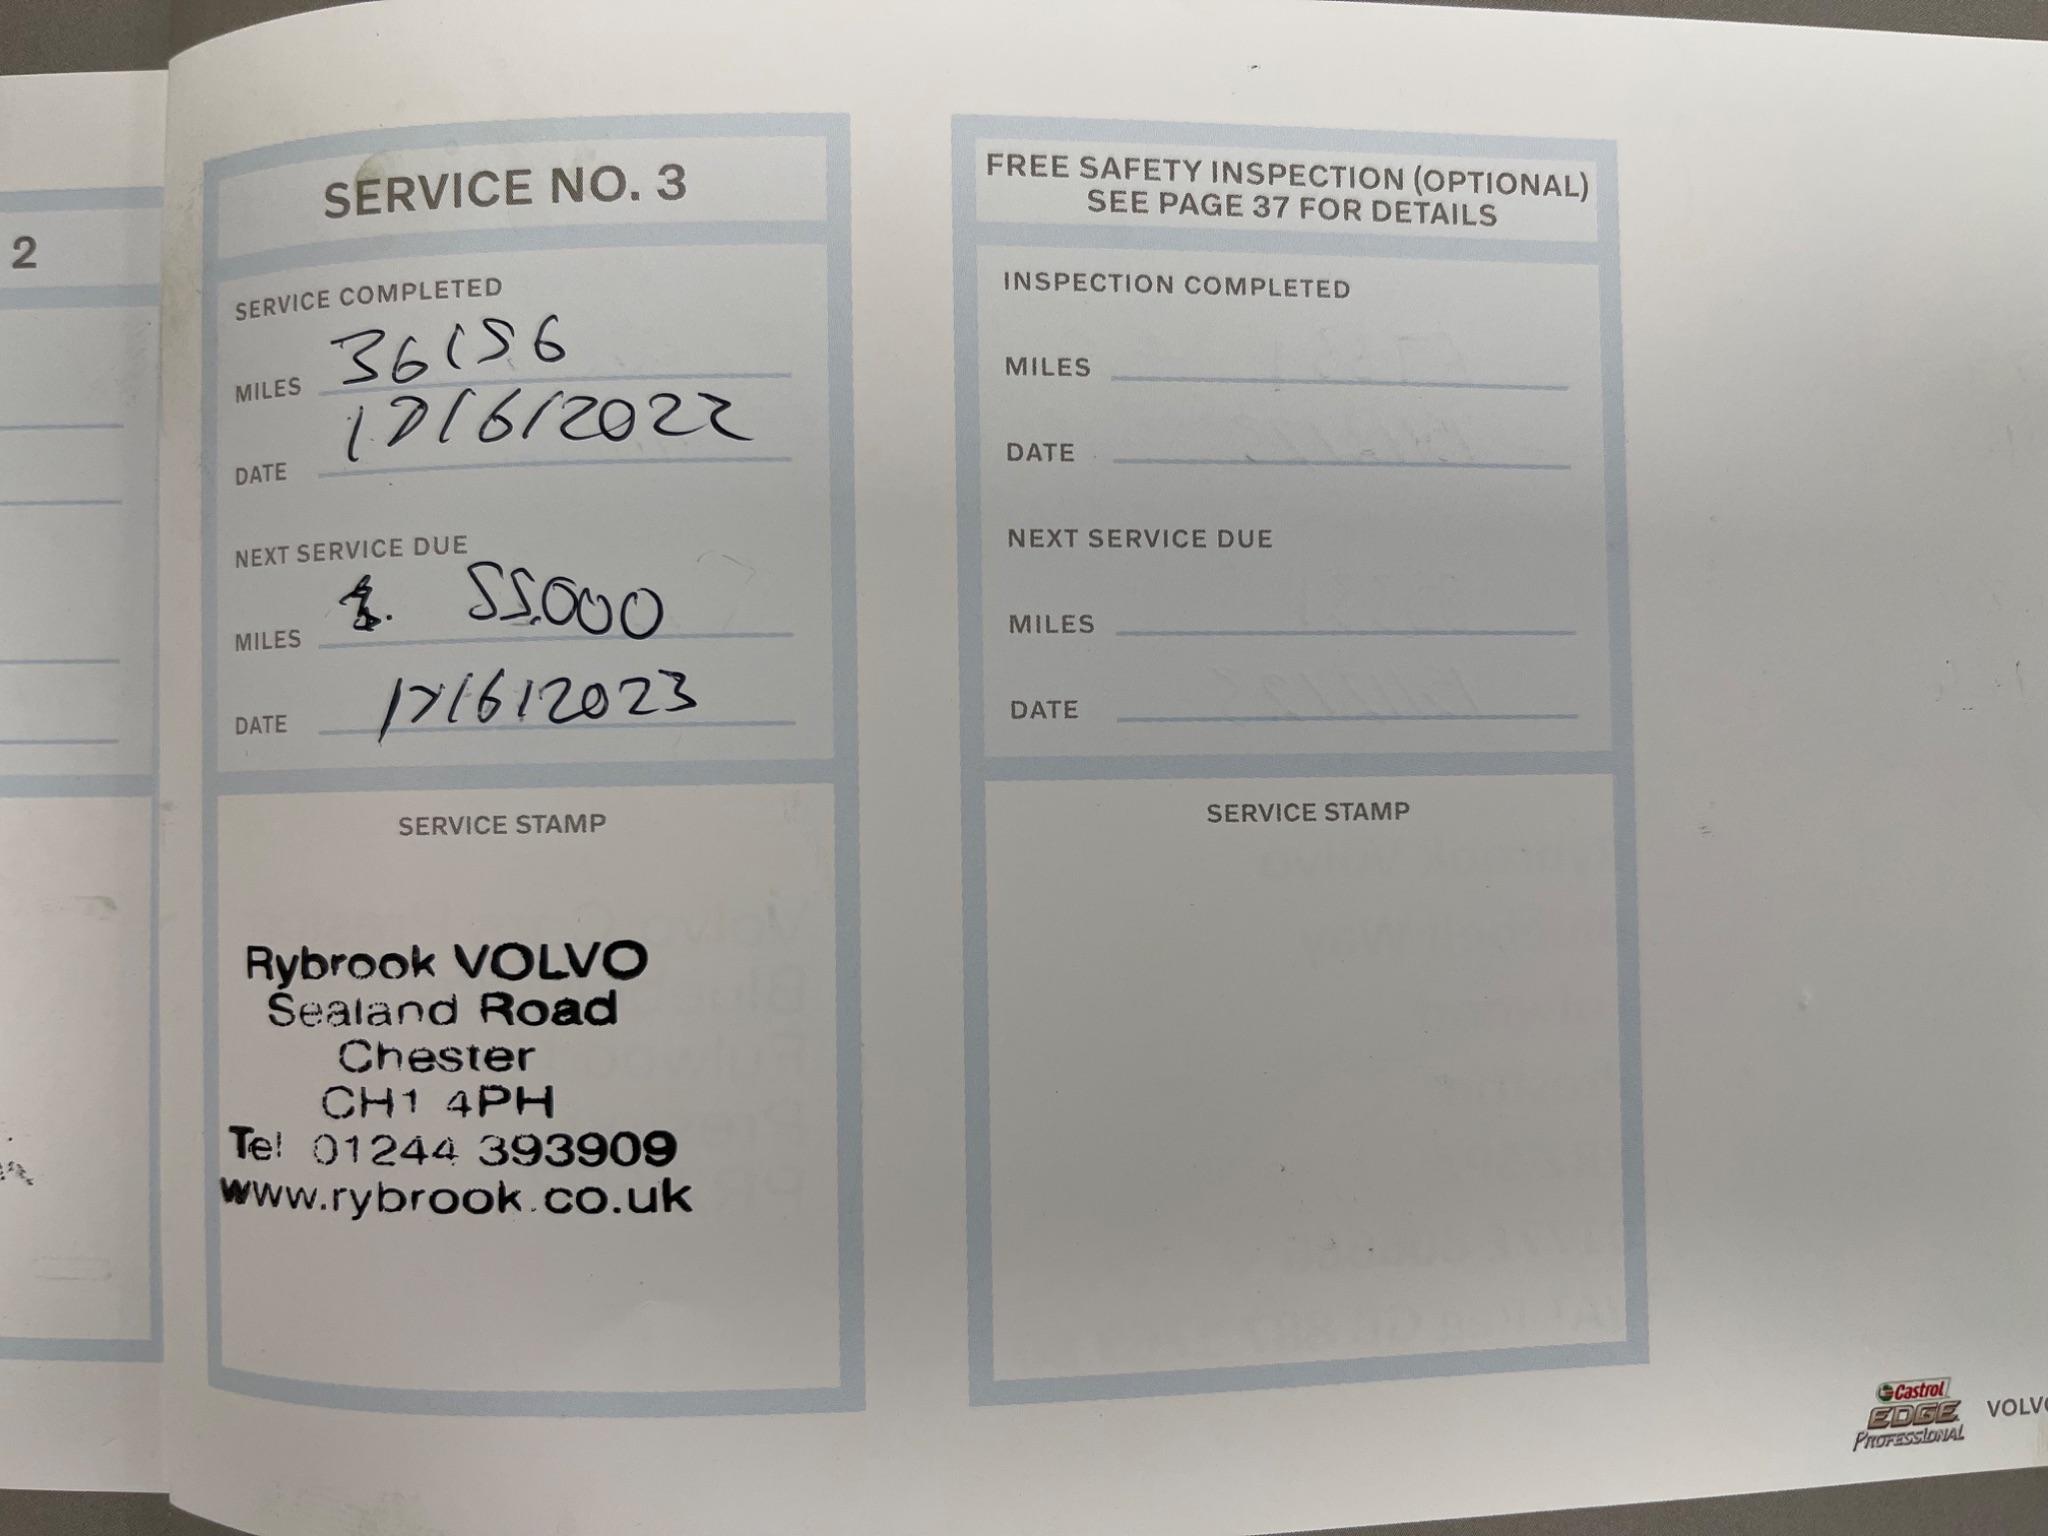 2
SERVICE NO. 3
SERVICE COMPLETED
MILES 36156
DATE 17/6/2022
NEXT SERVICE DUE
MILES 55,000
DATE 17/6/2023
SERVICE STAMP
Rybrook VOLVO
Sealand Road
Chester
CH1 4PH
Tel 01244 393909
www.rybrook.co.uk
FREE SAFETY INSPECTION (OPTIONAL)
SEE PAGE 37 FOR DETAILS
INSPECTION COMPLETED
MILES
DATE
NEXT SERVICE DUE
MILES
DATE
SERVICE STAMP
Castrol
EDGE
PROFESSIONAL